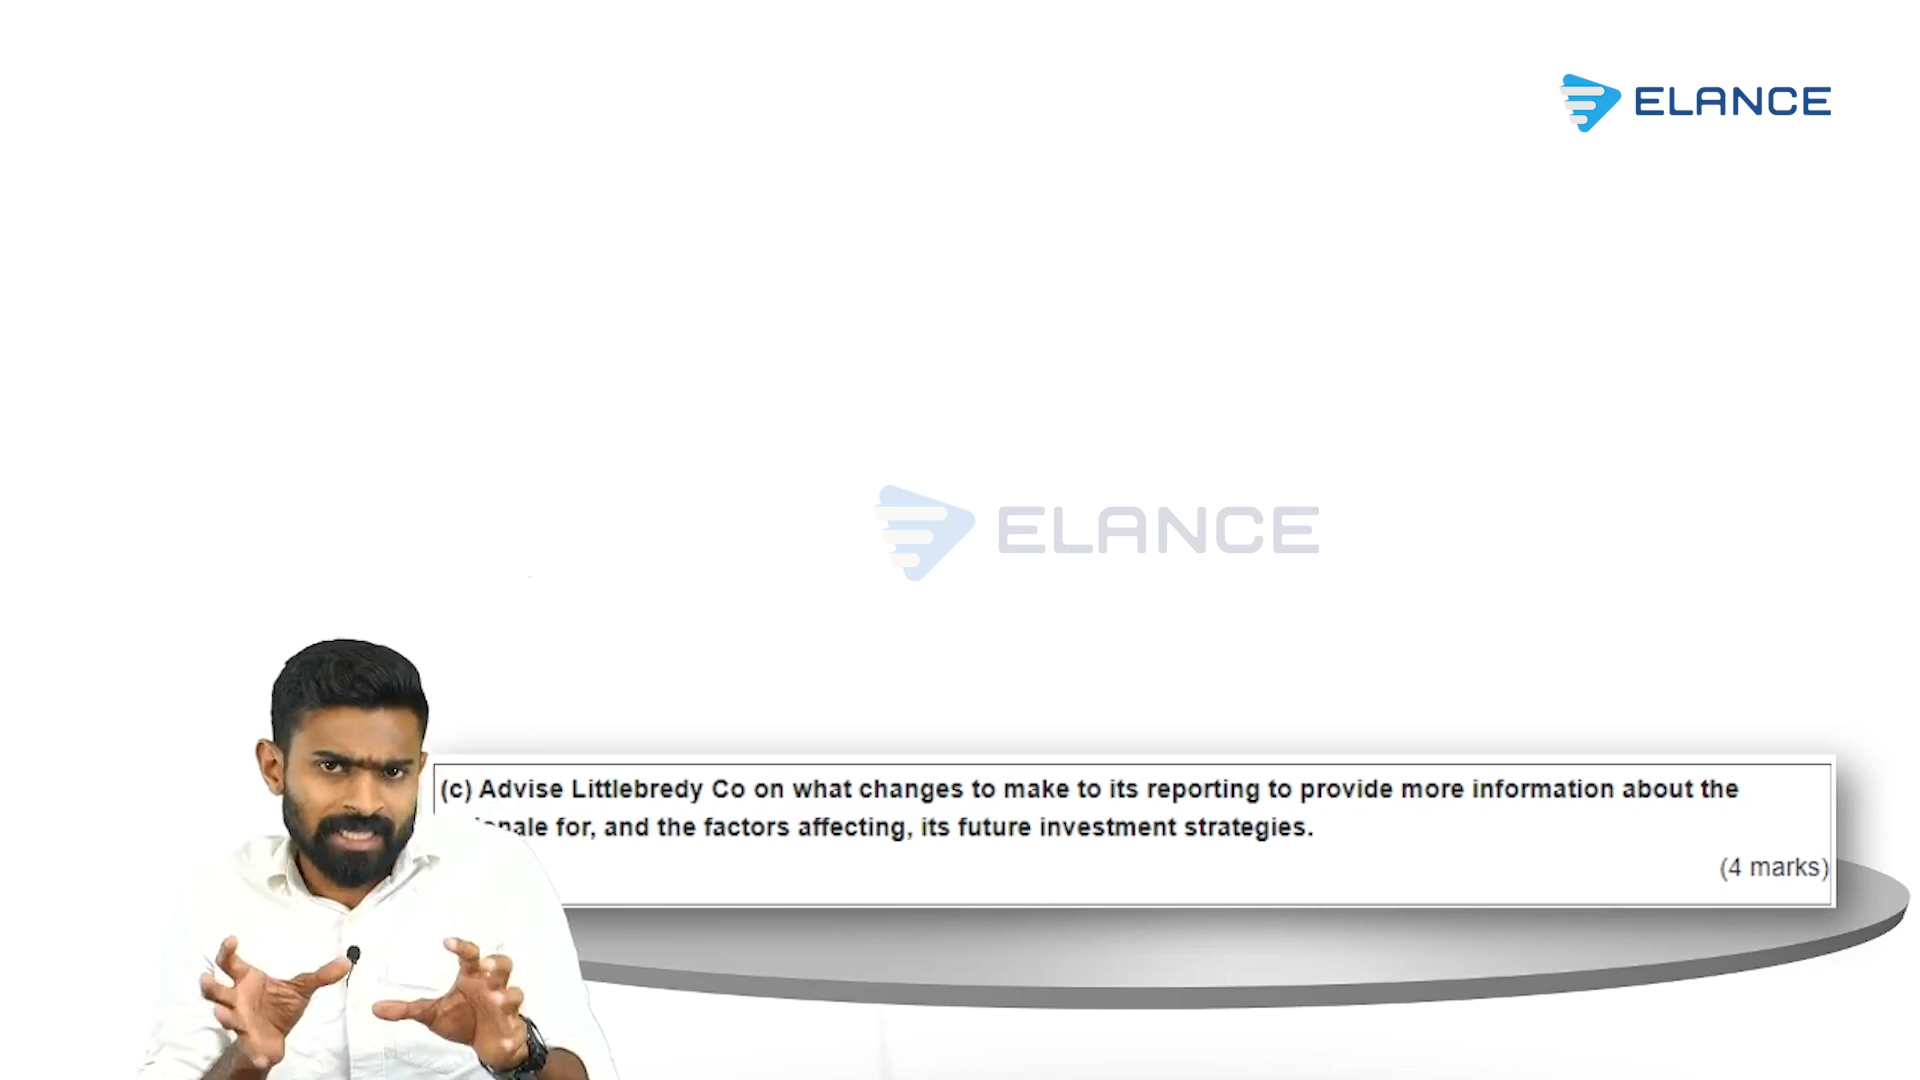 ELANCE
ELANCE
(c) Advise Littlebredy Co on what changes to make to its reporting to provide more information about the
for, and the factors affecting, its future investment strategies.
(4 marks)